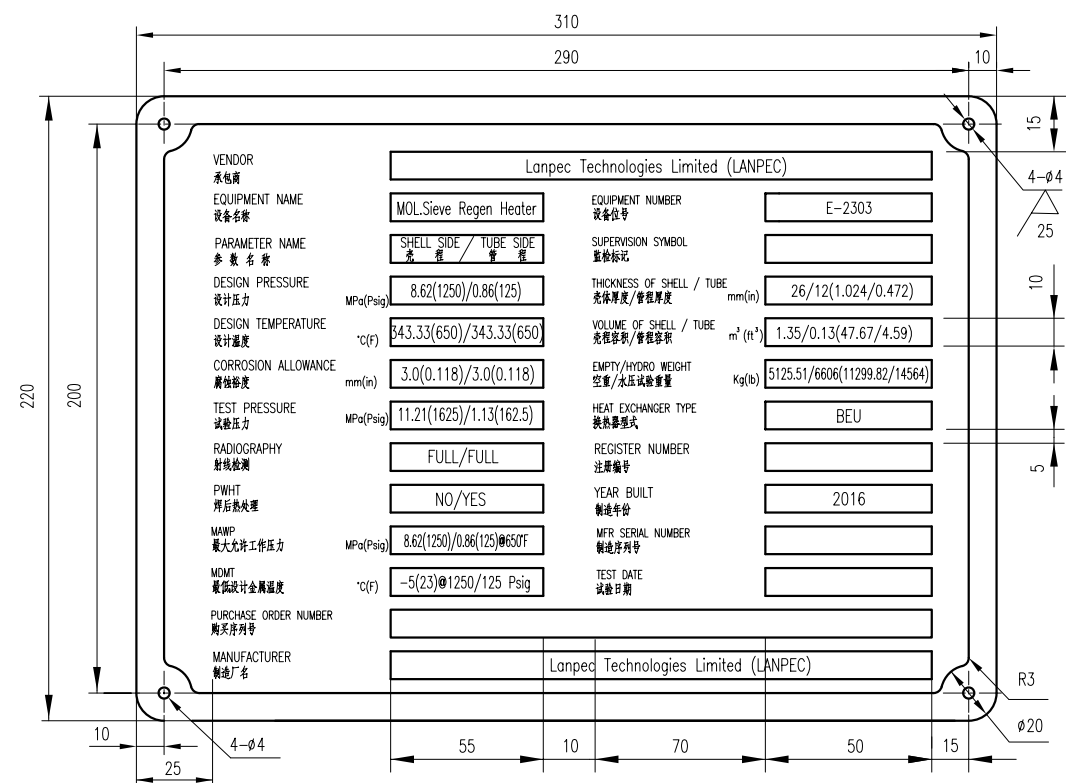 310
290
10
VENDOR
承包商
Lanpec Technologies Limited (LANPEC)
15
4-ø4
25
EQUIPMENT NAME
设备名称
MOL.Sieve Regen Heater
EQUIPMENT NUMBER
设备位号
E-2303
PARAMETER NAME
参数名称
SHELL SIDE / TUBE SIDE
壳程 / 管程
SUPERVISION SYMBOL
监检标记
DESIGN PRESSURE
设计压力
MPa(Psig)
8.62(1250)/0.86(125)
THICKNESS OF SHELL / TUBE
壳体厚度/管程厚度
mm(in)
26/12(1.024/0.472)
10
DESIGN TEMPERATURE
设计温度
°C(F)
343.33(650)/343.33(650)
VOLUME OF SHELL / TUBE
壳程容积/管程容积
m³(ft³)
1.35/0.13(47.67/4.59)
CORROSION ALLOWANCE
腐蚀裕度
mm(in)
3.0(0.118)/3.0(0.118)
EMPTY/HYDRO WEIGHT
空重/水压试验重量
Kg(lb)
5125.51/6606(11299.82/14564)
220
200
TEST PRESSURE
试验压力
MPa(Psig)
11.21(1625)/1.13(162.5)
HEAT EXCHANGER TYPE
换热器型式
BEU
RADIOGRAPHY
射线检测
FULL/FULL
REGISTER NUMBER
注册编号
5
PWHT
焊后热处理
NO/YES
YEAR BUILT
制造年份
2016
MAWP
最大允许工作压力
MPa(Psig)
8.62(1250)/0.86(125)@650°F
MFR SERIAL NUMBER
制造序列号
MDMT
最低设计金属温度
°C(F)
-5(23)@1250/125 Psig
TEST DATE
试验日期
PURCHASE ORDER NUMBER
购买序列号
MANUFACTURER
制造厂名
Lanpec Technologies Limited (LANPEC)
R3
ø20
10
4-ø4
25
55
10
70
50
15